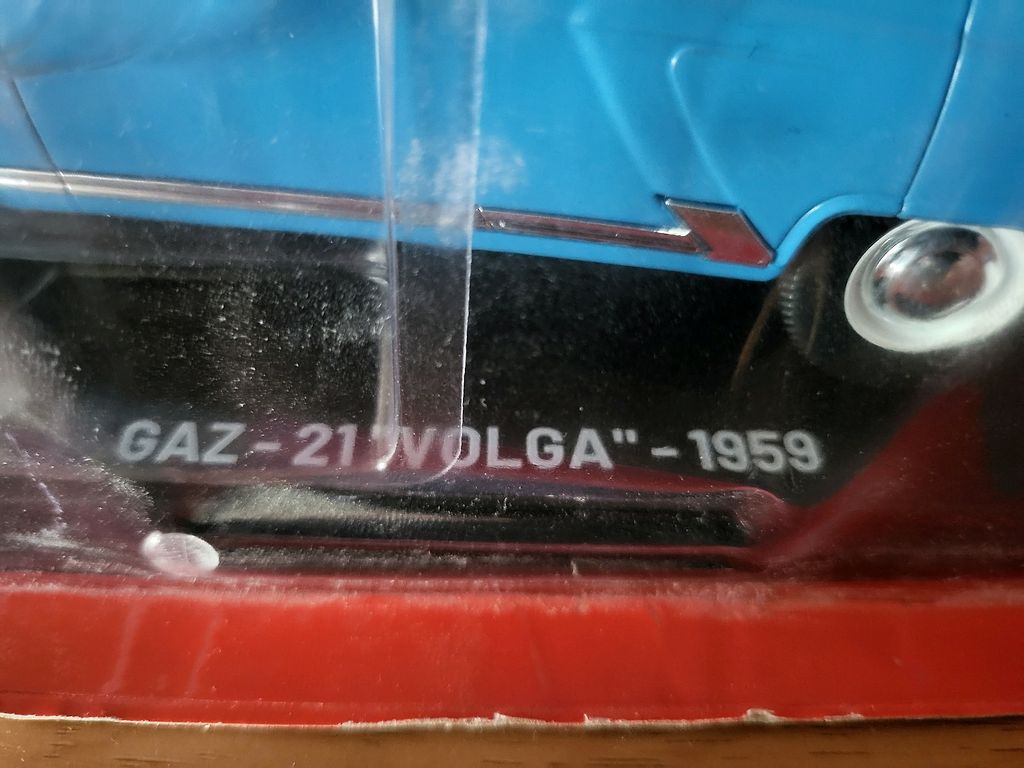 GAZ - 21 "VOLGA" - 1959